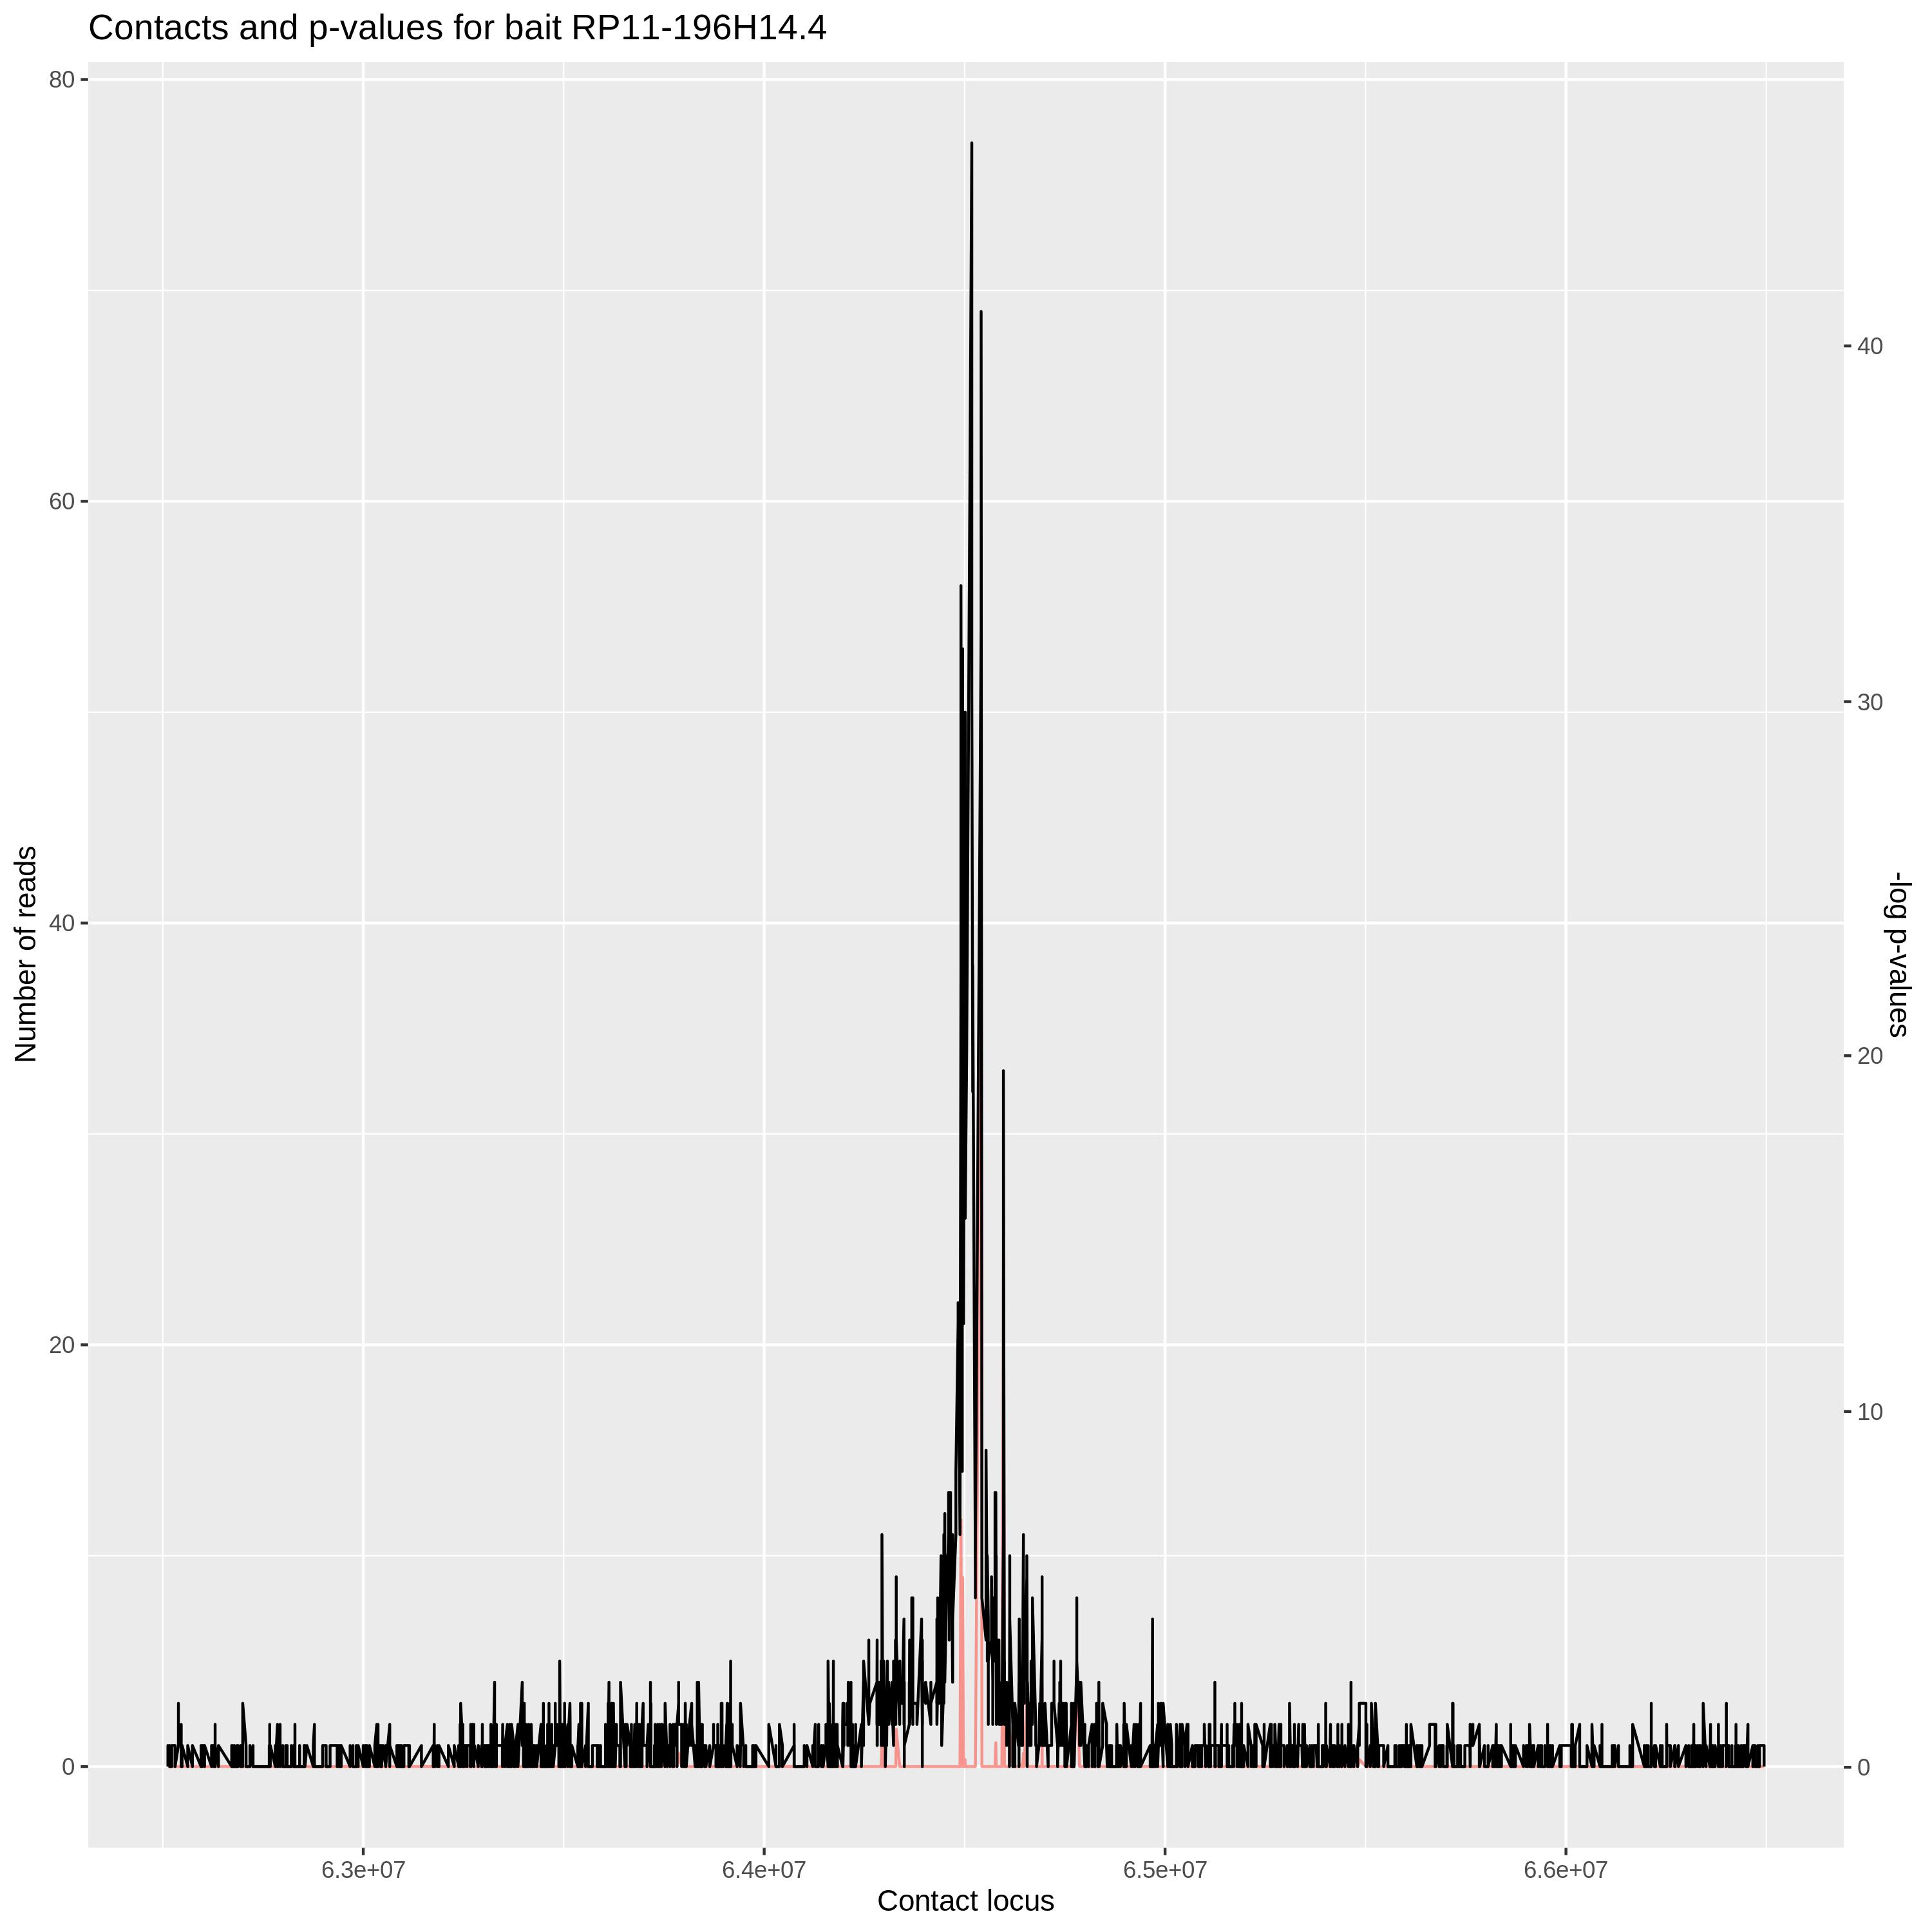 Contacts and p-values for bait RP11-196H14.4
80
60
40
20
0
Number of reads
40
30
20
10
0
-log p-values
6.3e+07
6.4e+07
6.5e+07
6.6e+07
Contact locus